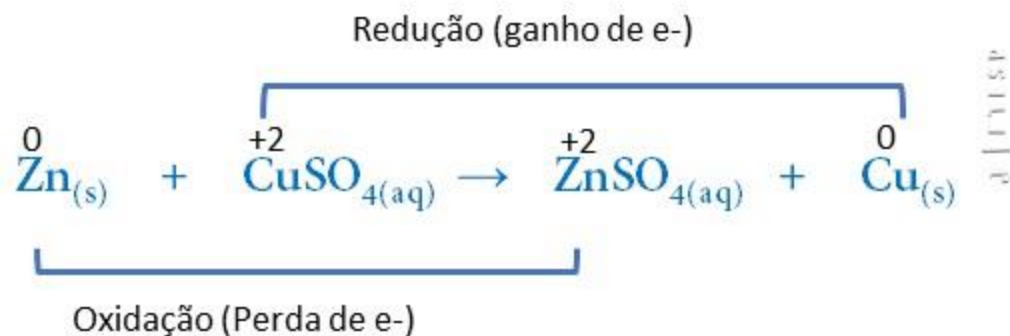 Redução (ganho de e-)
0 +2 +2 0
Zn(s) + CuSO4(aq) → ZnSO4(aq) + Cu(s)
Oxidação (Perda de e-)